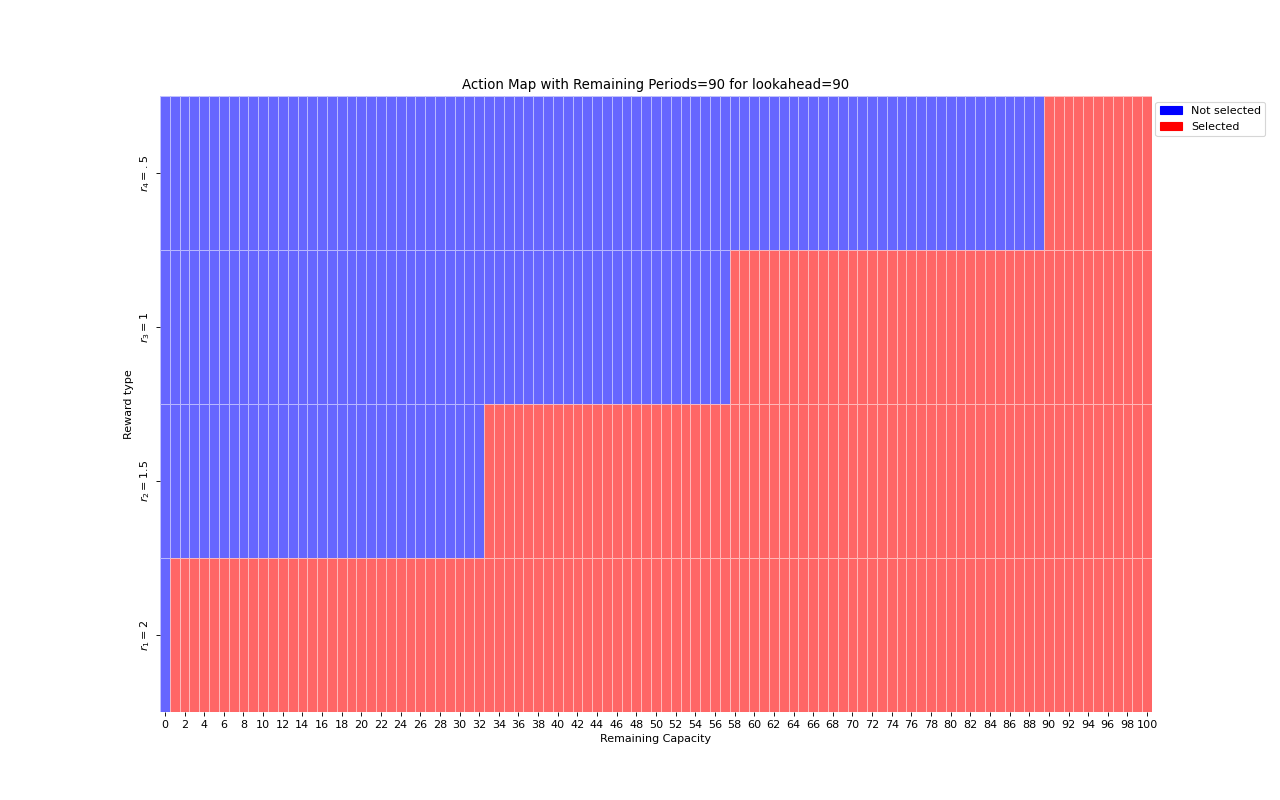 Action Map with Remaining Periods=90 for lookahead=90
Not selected
Selected
Reward type
r₄ = .5
r₃ = 1
r₂ = 1.5
r₁ = 2
0 2 4 6 8 10 12 14 16 18 20 22 24 26 28 30 32 34 36 38 40 42 44 46 48 50 52 54 56 58 60 62 64 66 68 70 72 74 76 78 80 82 84 86 88 90 92 94 96 98 100
Remaining Capacity